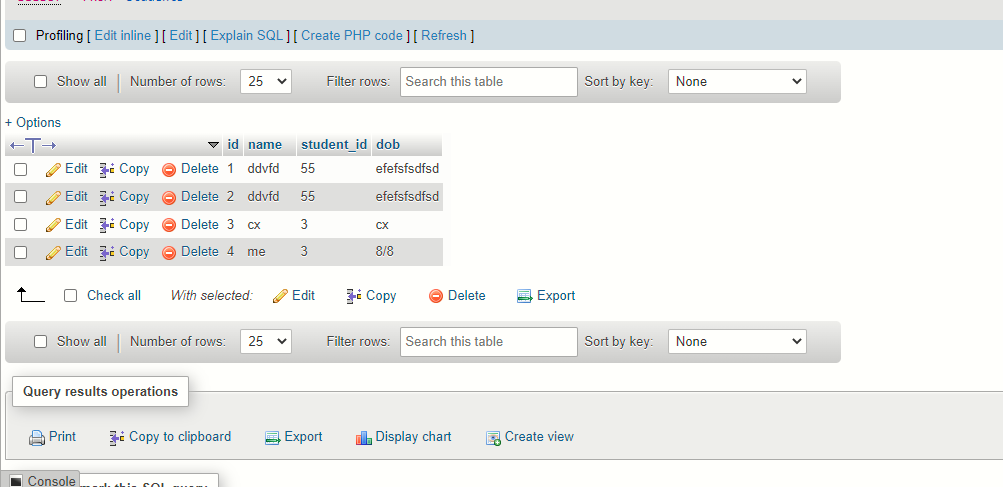 Profiling [ Edit inline ] [ Edit ] [ Explain SQL ] [ Create PHP code ] [ Refresh ]
Show all Number of rows: 25 Filter rows: Search this table Sort by key: None
+ Options
←T→ id name student_id dob
Edit Copy Delete 1 ddvfd 55 efefsfsdfsd
Edit Copy Delete 2 ddvfd 55 efefsfsdfsd
Edit Copy Delete 3 cx 3 cx
Edit Copy Delete 4 me 3 8/8
Check all With selected: Edit Copy Delete Export
Show all Number of rows: 25 Filter rows: Search this table Sort by key: None
Query results operations
Print Copy to clipboard Export Display chart Create view
Console this SQL query